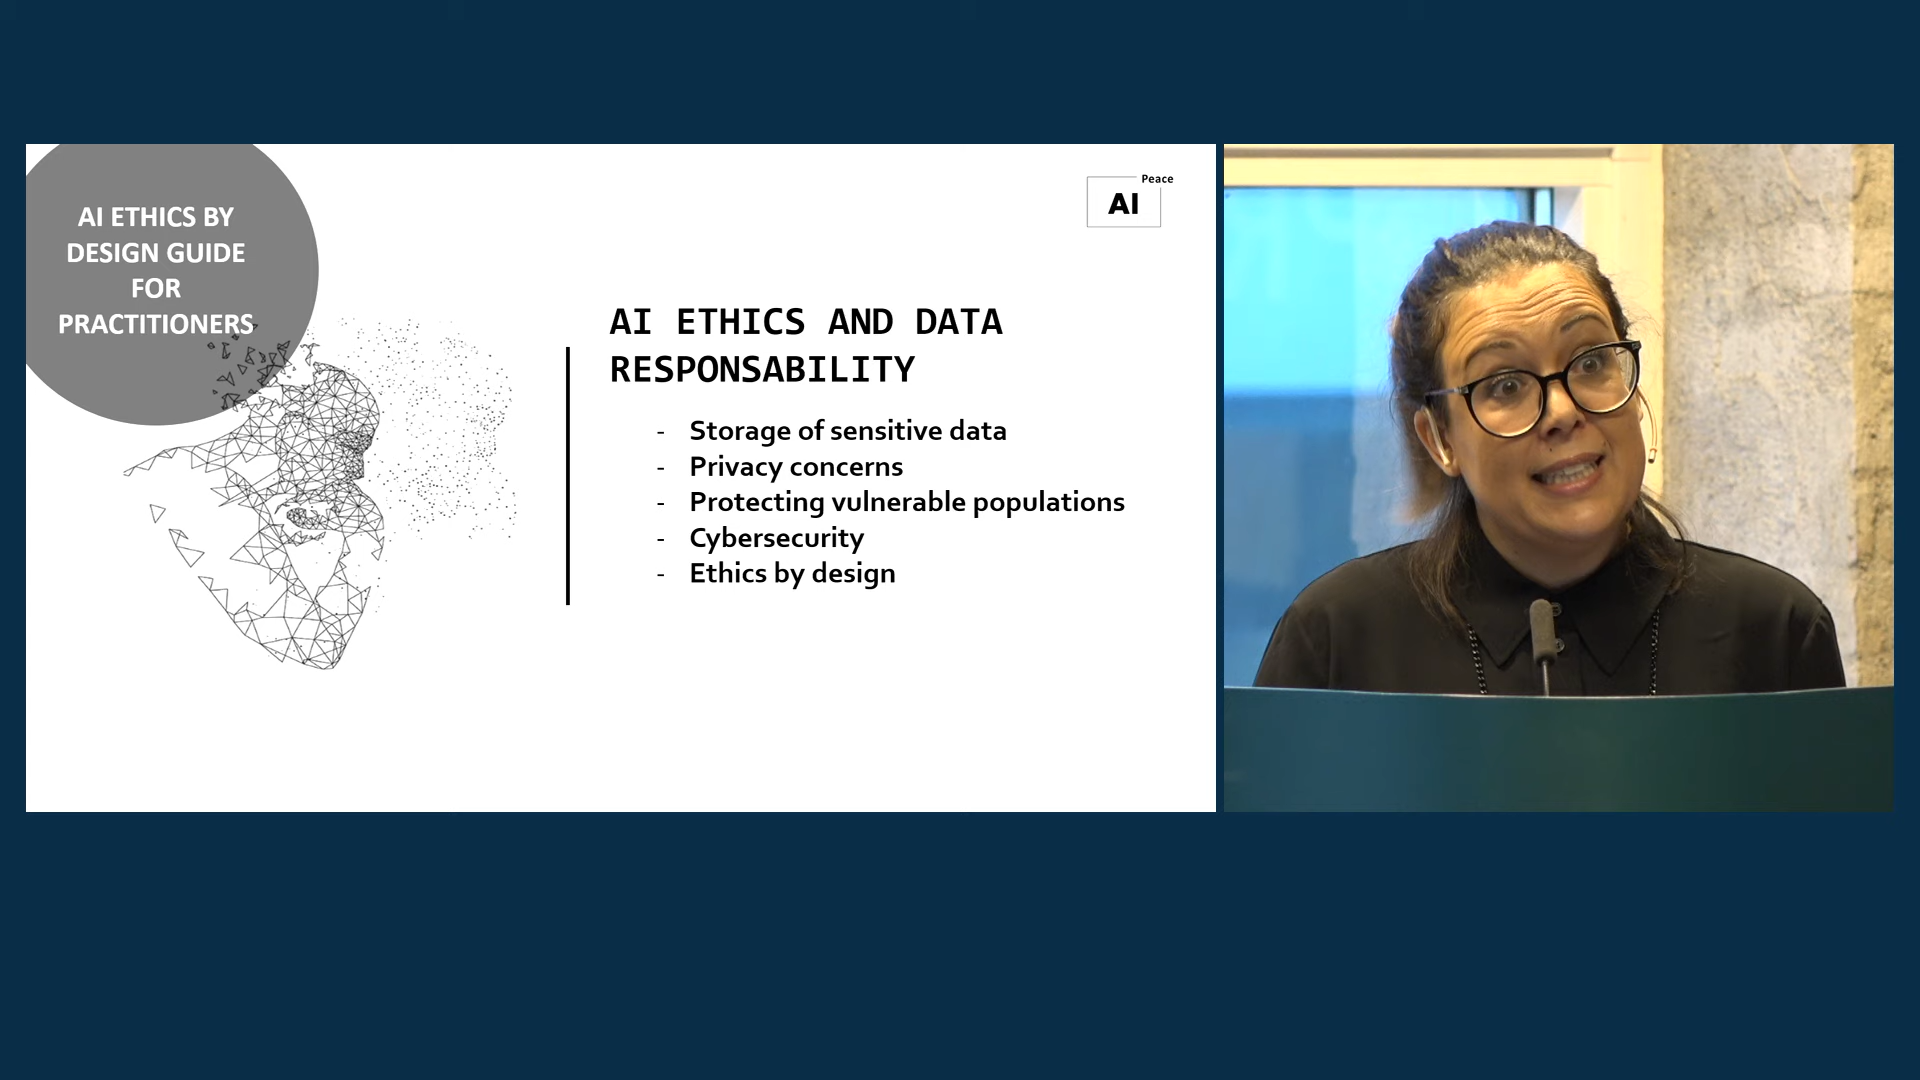 AI ETHICS BY
DESIGN GUIDE
FOR
PRACTITIONERS
Peace
AI
AI ETHICS AND DATA
RESPONSABILITY
- Storage of sensitive data
- Privacy concerns
- Protecting vulnerable populations
- Cybersecurity
- Ethics by design